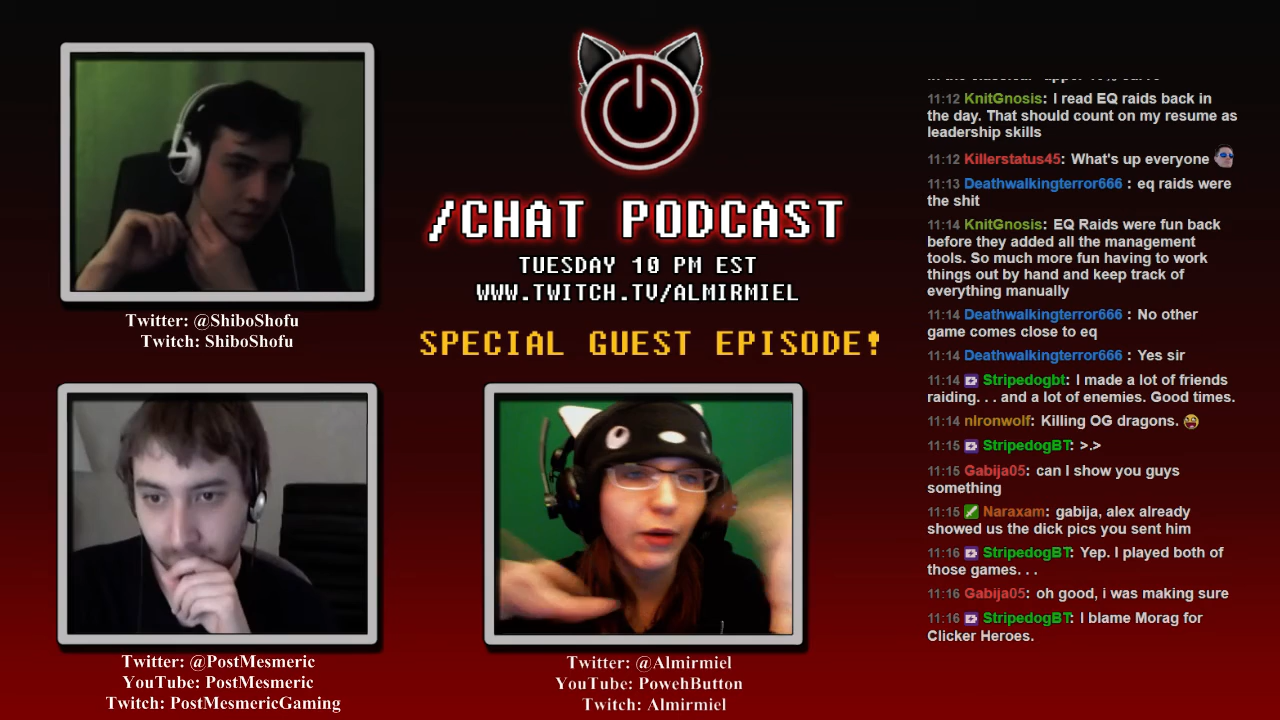 /CHAT PODCAST
TUESDAY 10 PM EST
WWW.TWITCH.TV/ALMIRMIEL
SPECIAL GUEST EPISODE!
Twitter: @ShiboShofu
Twitch: ShiboShofu
Twitter: @PostMesmeric
YouTube: PostMesmeric
Twitch: PostMesmericGaming
Twitter: @Almirmiel
YouTube: PowehButton
Twitch: Almirmiel
11:12 KnitGnosis: I read EQ raids back in
the day. That should count on my resume as
leadership skills
11:12 Killerstatus45: What's up everyone
11:13 Deathwalkingterror666 : eq raids were
the shit
11:14 KnitGnosis: EQ Raids were fun back
before they added all the management
tools. So much more fun having to work
things out by hand and keep track of
everything manually
11:14 Deathwalkingterror666 : No other
game comes close to eq
11:14 Deathwalkingterror666 : Yes sir
11:14 Stripedogbt: I made a lot of friends
raiding. . . and a lot of enemies. Good times.
11:14 nIronwolf: Killing OG dragons.
11:15 StripedogBT: >.>
11:15 Gabija05: can I show you guys
something
11:15 Naraxam: gabija, alex already
showed us the dick pics you sent him
11:16 StripedogBT: Yep. I played both of
those games. . .
11:16 Gabija05: oh good, i was making sure
11:16 StripedogBT: I blame Morag for
Clicker Heroes.